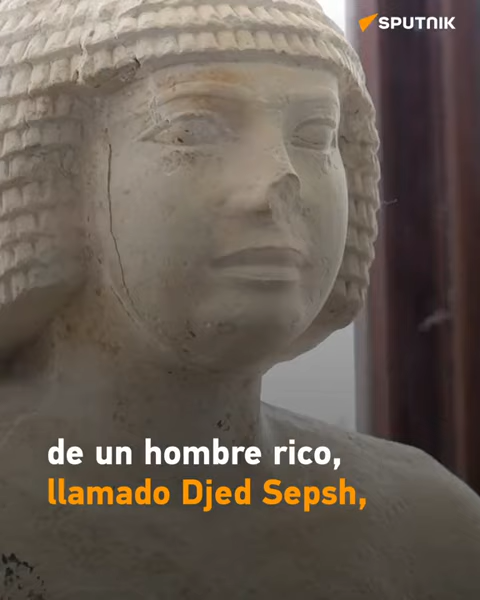 SPUTNIK
de un hombre rico,
llamado Djed Sepsh,